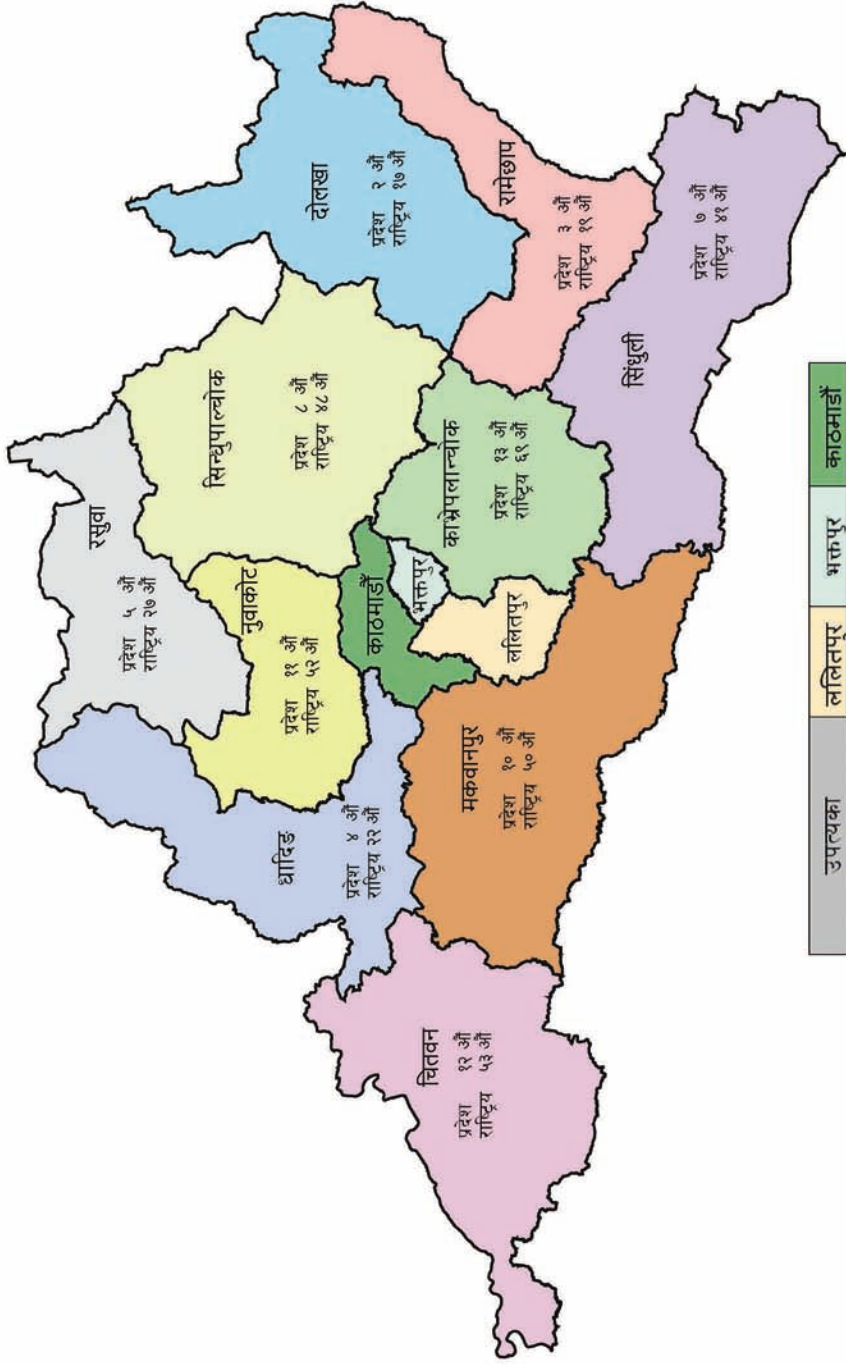 रसुवा
प्रदेश ५ औं
राष्ट्रिय २७ औं
सिन्धुपाल्चोक
प्रदेश ८ औं
राष्ट्रिय ४८ औं
दोलखा
प्रदेश २ औं
राष्ट्रिय १७ औं
धादिङ
प्रदेश ४ औं
राष्ट्रिय २२ औं
नुवाकोट
प्रदेश ११ औं
राष्ट्रिय ५२ औं
काठमाडौं
भक्तपुर
ललितपुर
काभ्रेपलान्चोक
प्रदेश १३ औं
राष्ट्रिय ६९ औं
रामेछाप
प्रदेश ३ औं
राष्ट्रिय १९ औं
चितवन
प्रदेश १२ औं
राष्ट्रिय ५३ औं
मकवानपुर
प्रदेश १० औं
राष्ट्रिय ५० औं
सिंधुली
प्रदेश ७ औं
राष्ट्रिय ४१ औं
उपत्यका ललितपुर भक्तपुर काठमाडौं